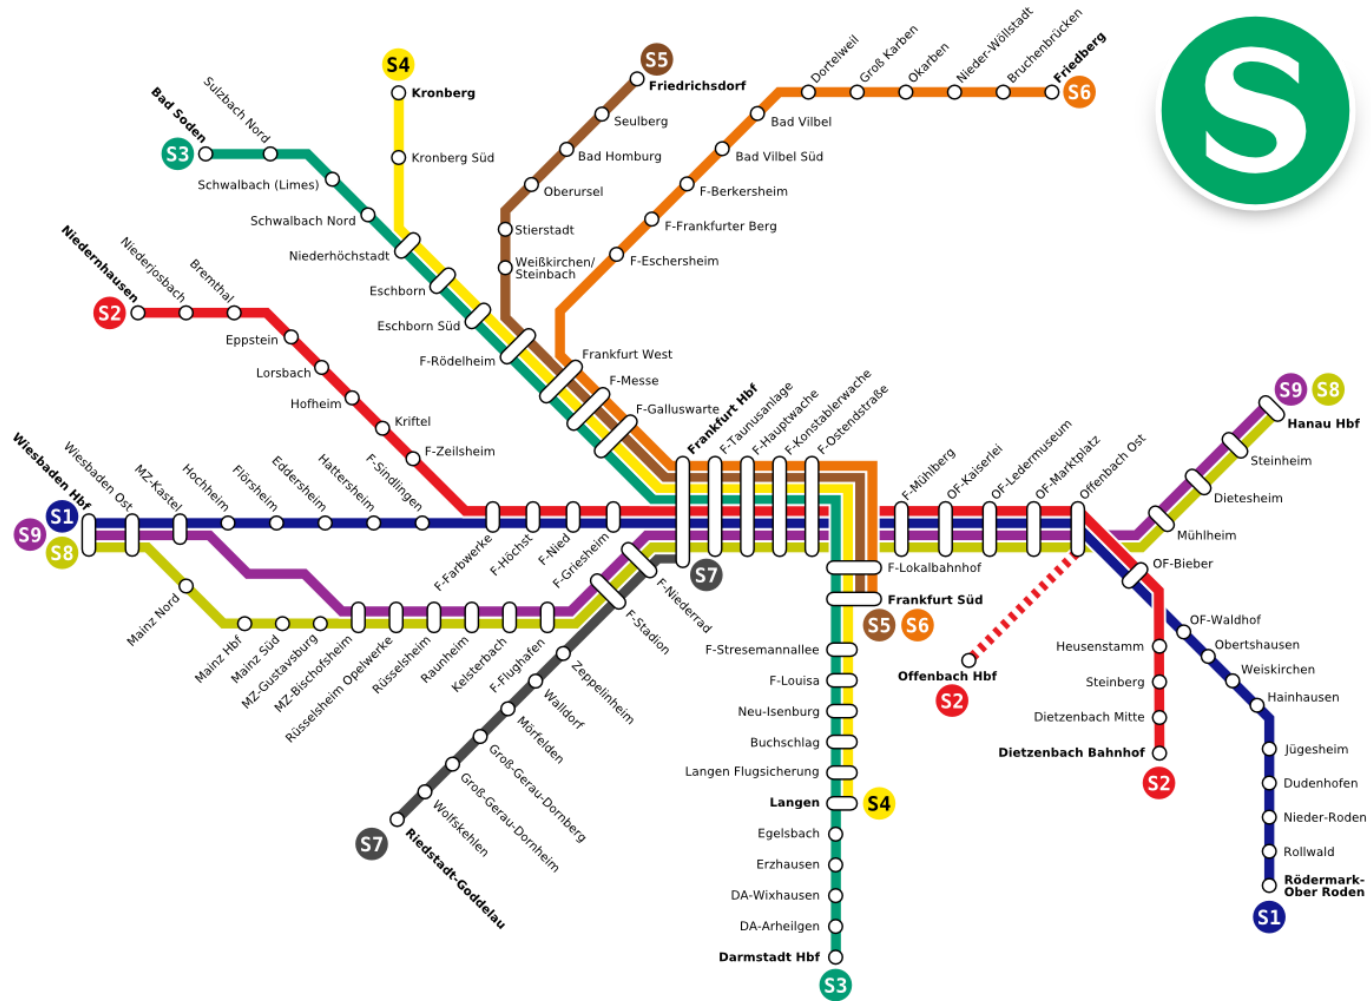 S
S4
Kronberg
Kronberg Süd
S5
Friedrichsdorf
Seulberg
Bad Homburg
Oberursel
Stierstadt
Weißkirchen/
Steinbach
Dortelweil
Groß Karben
Okarben
Nieder-Wöllstadt
Bruchenbrücken
Friedberg
S6
Bad Vilbel
Bad Vilbel Süd
F-Berkersheim
F-Frankfurter Berg
F-Eschersheim
S3
Bad Soden
Sulzbach Nord
Schwalbach (Limes)
Schwalbach Nord
Niederhöchstadt
Eschborn
Eschborn Süd
F-Rödelheim
Frankfurt West
F-Messe
F-Galluswarte
S2
Niedernhausen
Niederjosbach
Bremthal
Eppstein
Lorsbach
Hofheim
Kriftel
F-Zeilsheim
F-Sindlingen
Wiesbaden Hbf
Wiesbaden Ost
MZ-Kastel
Hochheim
Flörsheim
Eddersheim
Hattersheim
S1
S9
S8
F-Farbwerke
F-Höchst
F-Nied
F-Griesheim
Frankfurt Hbf
F-Taunusanlage
F-Hauptwache
F-Konstablerwache
F-Ostendstraße
F-Mühlberg
OF-Kaiserlei
OF-Ledermuseum
OF-Marktplatz
Offenbach Ost
S9
S8
Hanau Hbf
Steinheim
Dietesheim
Mühlheim
S7
F-Niederrad
F-Stadion
Mainz Nord
Mainz Hbf
Mainz Süd
MZ-Gustavsburg
MZ-Bischofsheim
Rüsselsheim Opelwerke
Rüsselsheim
Raunheim
Kelsterbach
F-Flughafen
Zeppelinheim
Walldorf
Mörfelden
Groß-Gerau-Dornberg
Groß-Gerau-Dornheim
Wolfskehlen
Riedstadt-Goddelau
S7
F-Lokalbahnhof
Frankfurt Süd
S5
S6
F-Stresemannallee
F-Louisa
Neu-Isenburg
Buchschlag
Langen Flugsicherung
Langen
S4
Egelsbach
Erzhausen
DA-Wixhausen
DA-Arheilgen
Darmstadt Hbf
S3
Offenbach Hbf
S2
OF-Bieber
OF-Waldhof
Obertshausen
Weiskirchen
Hainhausen
Heusenstamm
Steinberg
Dietzenbach Mitte
Dietzenbach Bahnhof
S2
Jügesheim
Dudenhofen
Nieder-Roden
Rollwald
Rödermark-
Ober Roden
S1